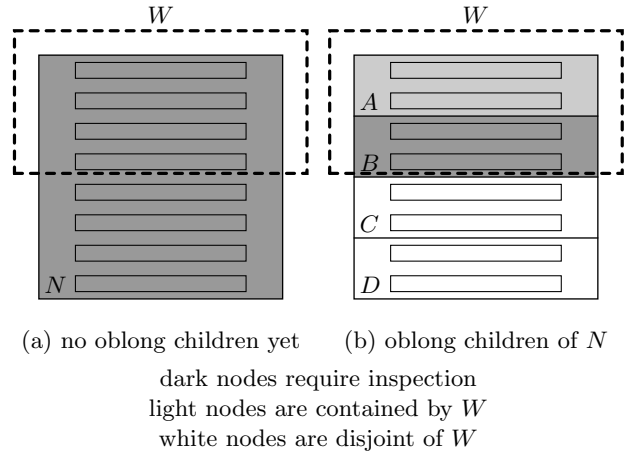 W W
A
B
C
N D
(a) no oblong children yet (b) oblong children of N
dark nodes require inspection
light nodes are contained by W
white nodes are disjoint of W